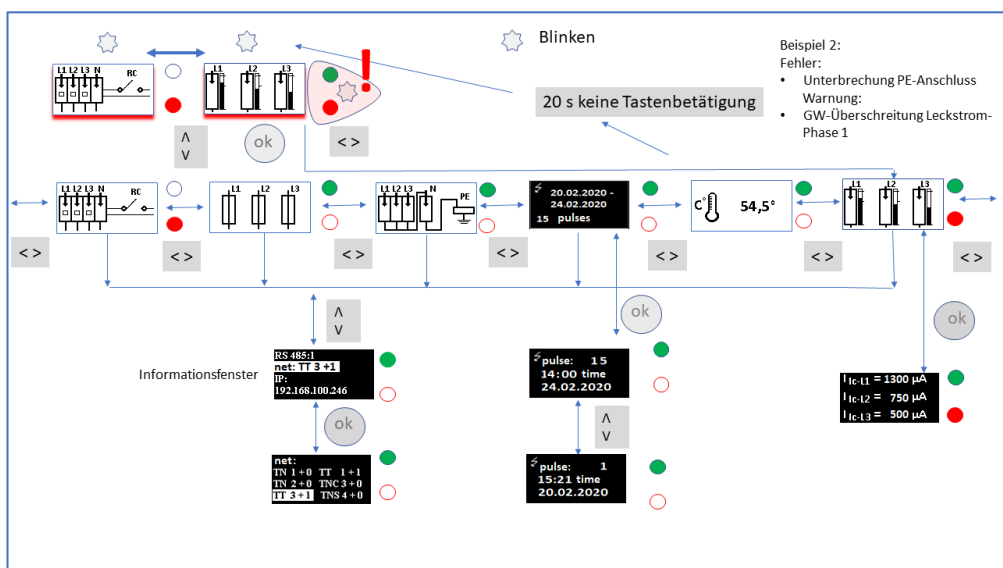 Blinken
Beispiel 2:
Fehler:
• Unterbrechung PE-Anschluss
Warnung:
• GW-Überschreitung Leckstrom-
Phase 1
L1 L2 L3 N RC
L1 L2 L3
!
20 s keine Tastenbetätigung
Λ
V
ok
< >
L1 L2 L3 N RC
L1 L2 L3
L1 L2 L3 N PE
20.02.2020 -
24.02.2020
15 pulses
C° 54,5°
L1 L2 L3
< >
< >
< >
< >
< >
< >
< >
Λ
V
ok
ok
Informationsfenster
RS 485:1
net: TT 3 +1
IP:
192.168.100.246
pulse: 15
14:00 time
24.02.2020
I lc-L1 = 1300 µA
I lc-L2 = 750 µA
I lc-L3 = 500 µA
ok
Λ
V
net:
TN 1+0 TT 1+1
TN 2+0 TNC 3+0
TT 3+1 TNS 4+0
pulse: 1
15:21 time
20.02.2020